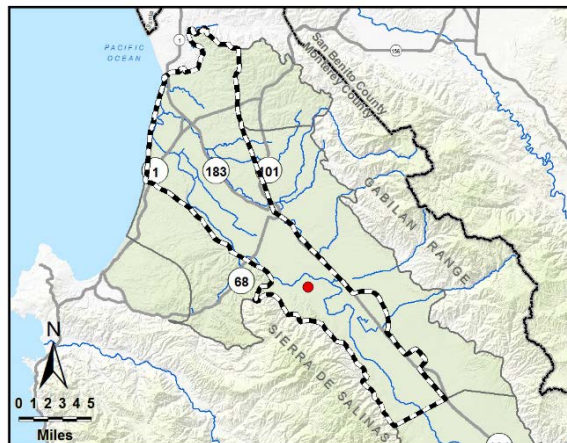 1
156
PACIFIC
OCEAN
San Benito County
Monterey County
183
101
1
GABILAN RANGE
68
SIERRA DE SALINAS
N
0 1 2 3 4 5
Miles